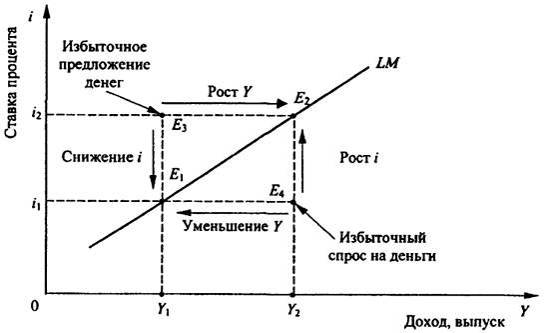 i
Ставка процента
Избыточное
предложение
денег
Рост Y
E₂
LM
i₂
E₃
Снижение i
E₁
Рост i
i₁
E₄
Уменьшение Y
Избыточный
спрос на деньги
0
Y₁
Y₂
Y
Доход, выпуск